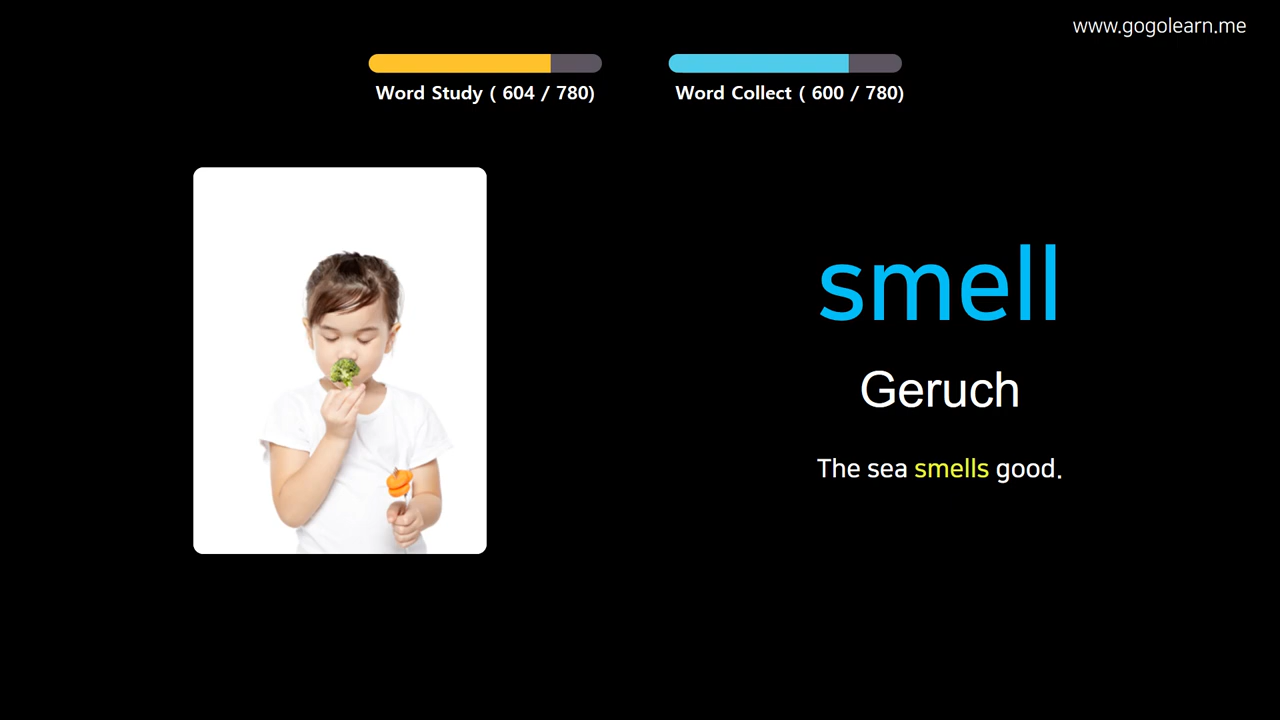 www.gogolearn.me
Word Study ( 604 / 780)
Word Collect ( 600 / 780)
smell
Geruch
The sea smells good.